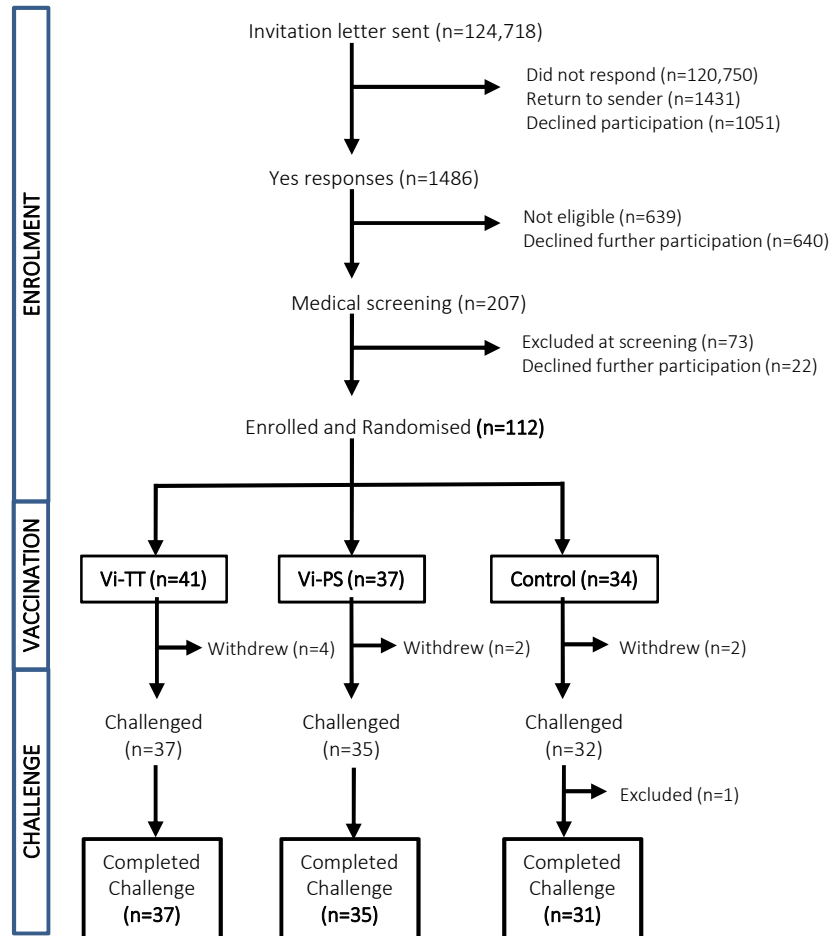 Invitation letter sent (n=124,718)
Did not respond (n=120,750)
Return to sender (n=1431)
Declined participation (n=1051)
Yes responses (n=1486)
Not eligible (n=639)
Declined further participation (n=640)
Medical screening (n=207)
Excluded at screening (n=73)
Declined further participation (n=22)
Enrolled and Randomised (n=112)
ENROLMENT
Vi-TT (n=41)
Vi-PS (n=37)
Control (n=34)
Withdrew (n=4)
Withdrew (n=2)
Withdrew (n=2)
VACCINATION
Challenged
(n=37)
Challenged
(n=35)
Challenged
(n=32)
Excluded (n=1)
Completed
Challenge
(n=37)
Completed
Challenge
(n=35)
Completed
Challenge
(n=31)
CHALLENGE